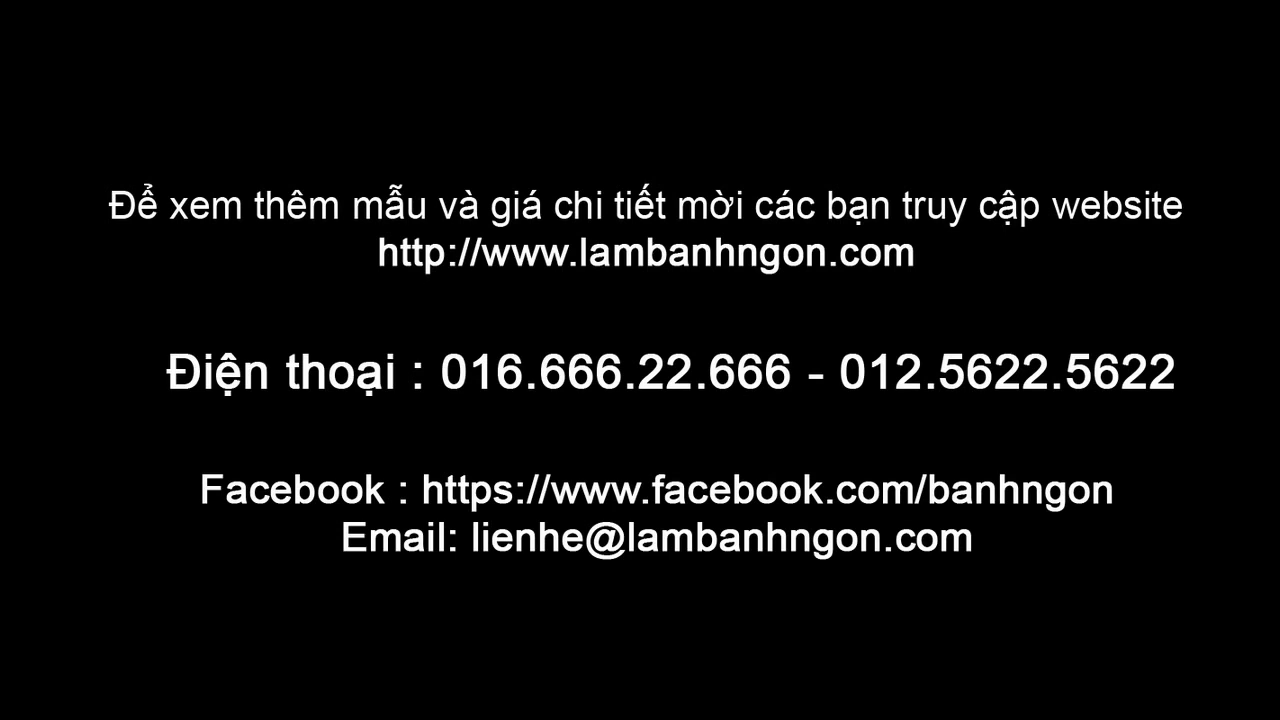 Để xem thêm mẫu và giá chi tiết mời các bạn truy cập website
http://www.lambanhngon.com
Điện thoại : 016.666.22.666 - 012.5622.5622
Facebook : https://www.facebook.com/banhngon
Email: lienhe@lambanhngon.com